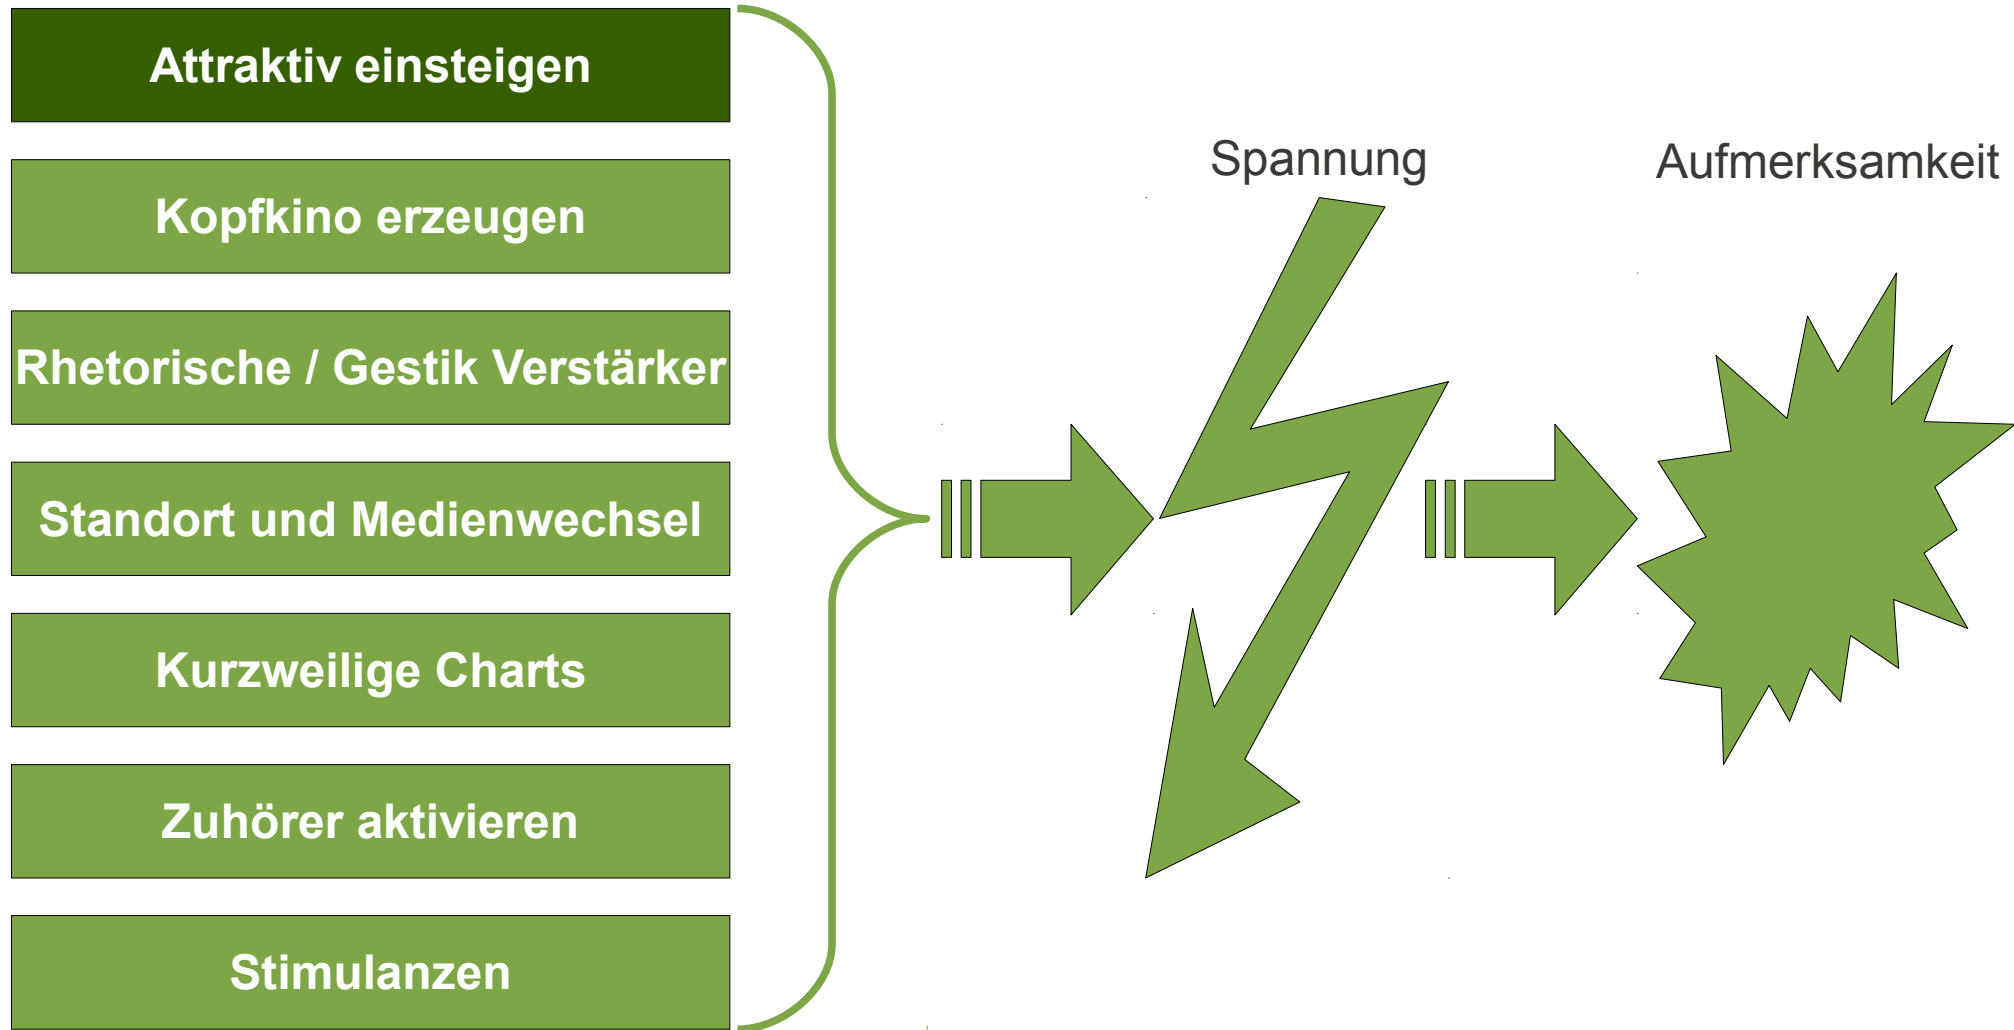 Attraktiv einsteigen
Kopfkino erzeugen
Rhetorische / Gestik Verstärker
Standort und Medienwechsel
Kurzweilige Charts
Zuhörer aktivieren
Stimulanzen
Spannung
Aufmerksamkeit